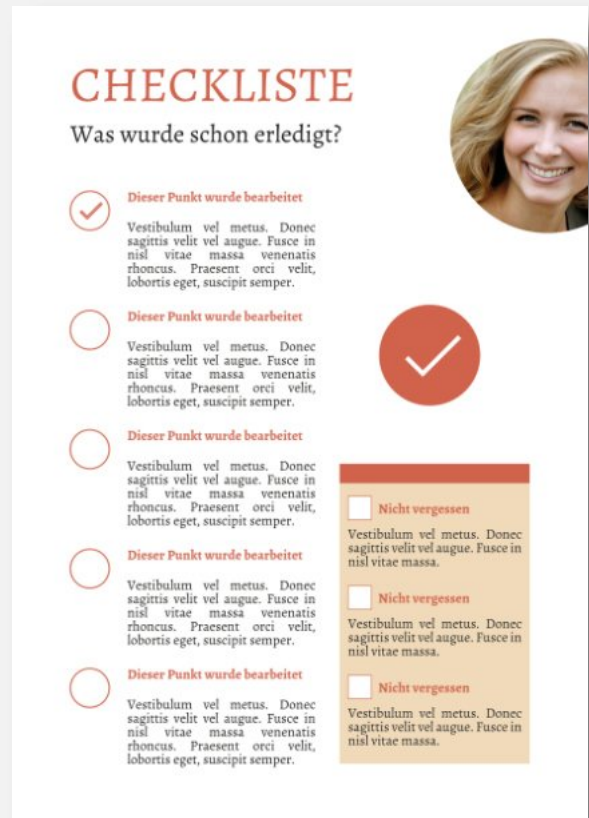 CHECKLISTE
Was wurde schon erledigt?
Dieser Punkt wurde bearbeitet
Vestibulum vel metus. Donec
sagittis velit vel augue. Fusce in
nisl vitae massa venenatis
rhoncus. Praesent orci velit,
lobortis eget, suscipit semper.
Dieser Punkt wurde bearbeitet
Vestibulum vel metus. Donec
sagittis velit vel augue. Fusce in
nisl vitae massa venenatis
rhoncus. Praesent orci velit,
lobortis eget, suscipit semper.
Dieser Punkt wurde bearbeitet
Vestibulum vel metus. Donec
sagittis velit vel augue. Fusce in
nisl vitae massa venenatis
rhoncus. Praesent orci velit,
lobortis eget, suscipit semper.
Dieser Punkt wurde bearbeitet
Vestibulum vel metus. Donec
sagittis velit vel augue. Fusce in
nisl vitae massa venenatis
rhoncus. Praesent orci velit,
lobortis eget, suscipit semper.
Dieser Punkt wurde bearbeitet
Vestibulum vel metus. Donec
sagittis velit vel augue. Fusce in
nisl vitae massa venenatis
rhoncus. Praesent orci velit,
lobortis eget, suscipit semper.
Nicht vergessen
Vestibulum vel metus. Donec
sagittis velit vel augue. Fusce in
nisl vitae massa.
Nicht vergessen
Vestibulum vel metus. Donec
sagittis velit vel augue. Fusce in
nisl vitae massa.
Nicht vergessen
Vestibulum vel metus. Donec
sagittis velit vel augue. Fusce in
nisl vitae massa.